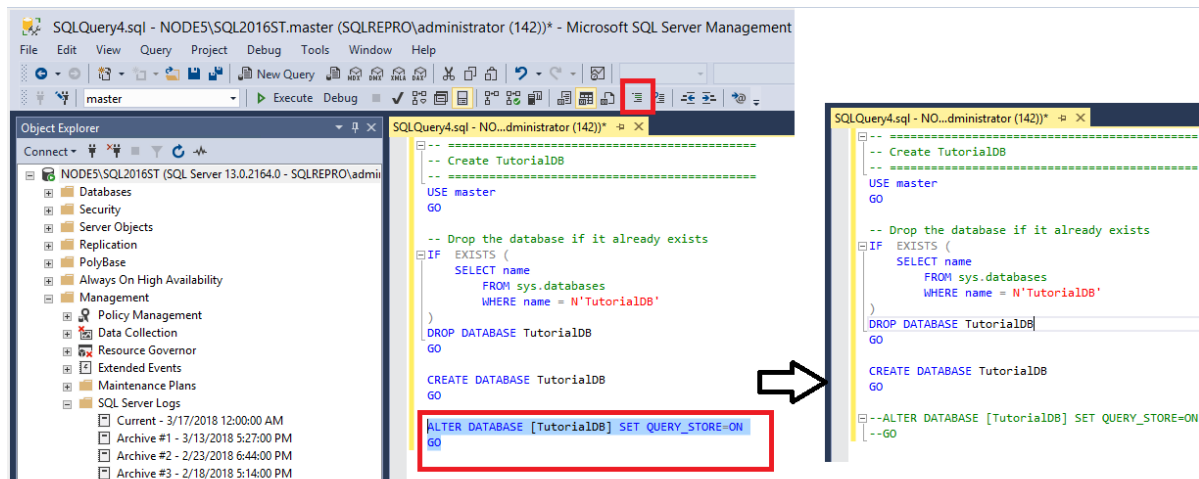 SQLQuery4.sql - NODE5\SQL2016ST.master (SQLREPRO\administrator (142))* - Microsoft SQL Server Management
File Edit View Query Project Debug Tools Window Help
New Query
master Execute Debug
Object Explorer
Connect
NODE5\SQL2016ST (SQL Server 13.0.2164.0 - SQLREPRO\admi
Databases
Security
Server Objects
Replication
PolyBase
Always On High Availability
Management
Policy Management
Data Collection
Resource Governor
Extended Events
Maintenance Plans
SQL Server Logs
Current - 3/17/2018 12:00:00 AM
Archive #1 - 3/13/2018 5:27:00 PM
Archive #2 - 2/23/2018 6:44:00 PM
Archive #3 - 2/18/2018 5:14:00 PM
SQLQuery4.sql - NO...dministrator (142))*
-- =============================================
-- Create TutorialDB
-- =============================================
USE master
GO
-- Drop the database if it already exists
IF EXISTS (
SELECT name
FROM sys.databases
WHERE name = N'TutorialDB'
)
DROP DATABASE TutorialDB
GO
CREATE DATABASE TutorialDB
GO
ALTER DATABASE [TutorialDB] SET QUERY_STORE=ON
GO
SQLQuery4.sql - NO...dministrator (142))*
-- =============================================
-- Create TutorialDB
-- =============================================
USE master
GO
-- Drop the database if it already exists
IF EXISTS (
SELECT name
FROM sys.databases
WHERE name = N'TutorialDB'
)
DROP DATABASE TutorialDB
GO
CREATE DATABASE TutorialDB
GO
--ALTER DATABASE [TutorialDB] SET QUERY_STORE=ON
--GO